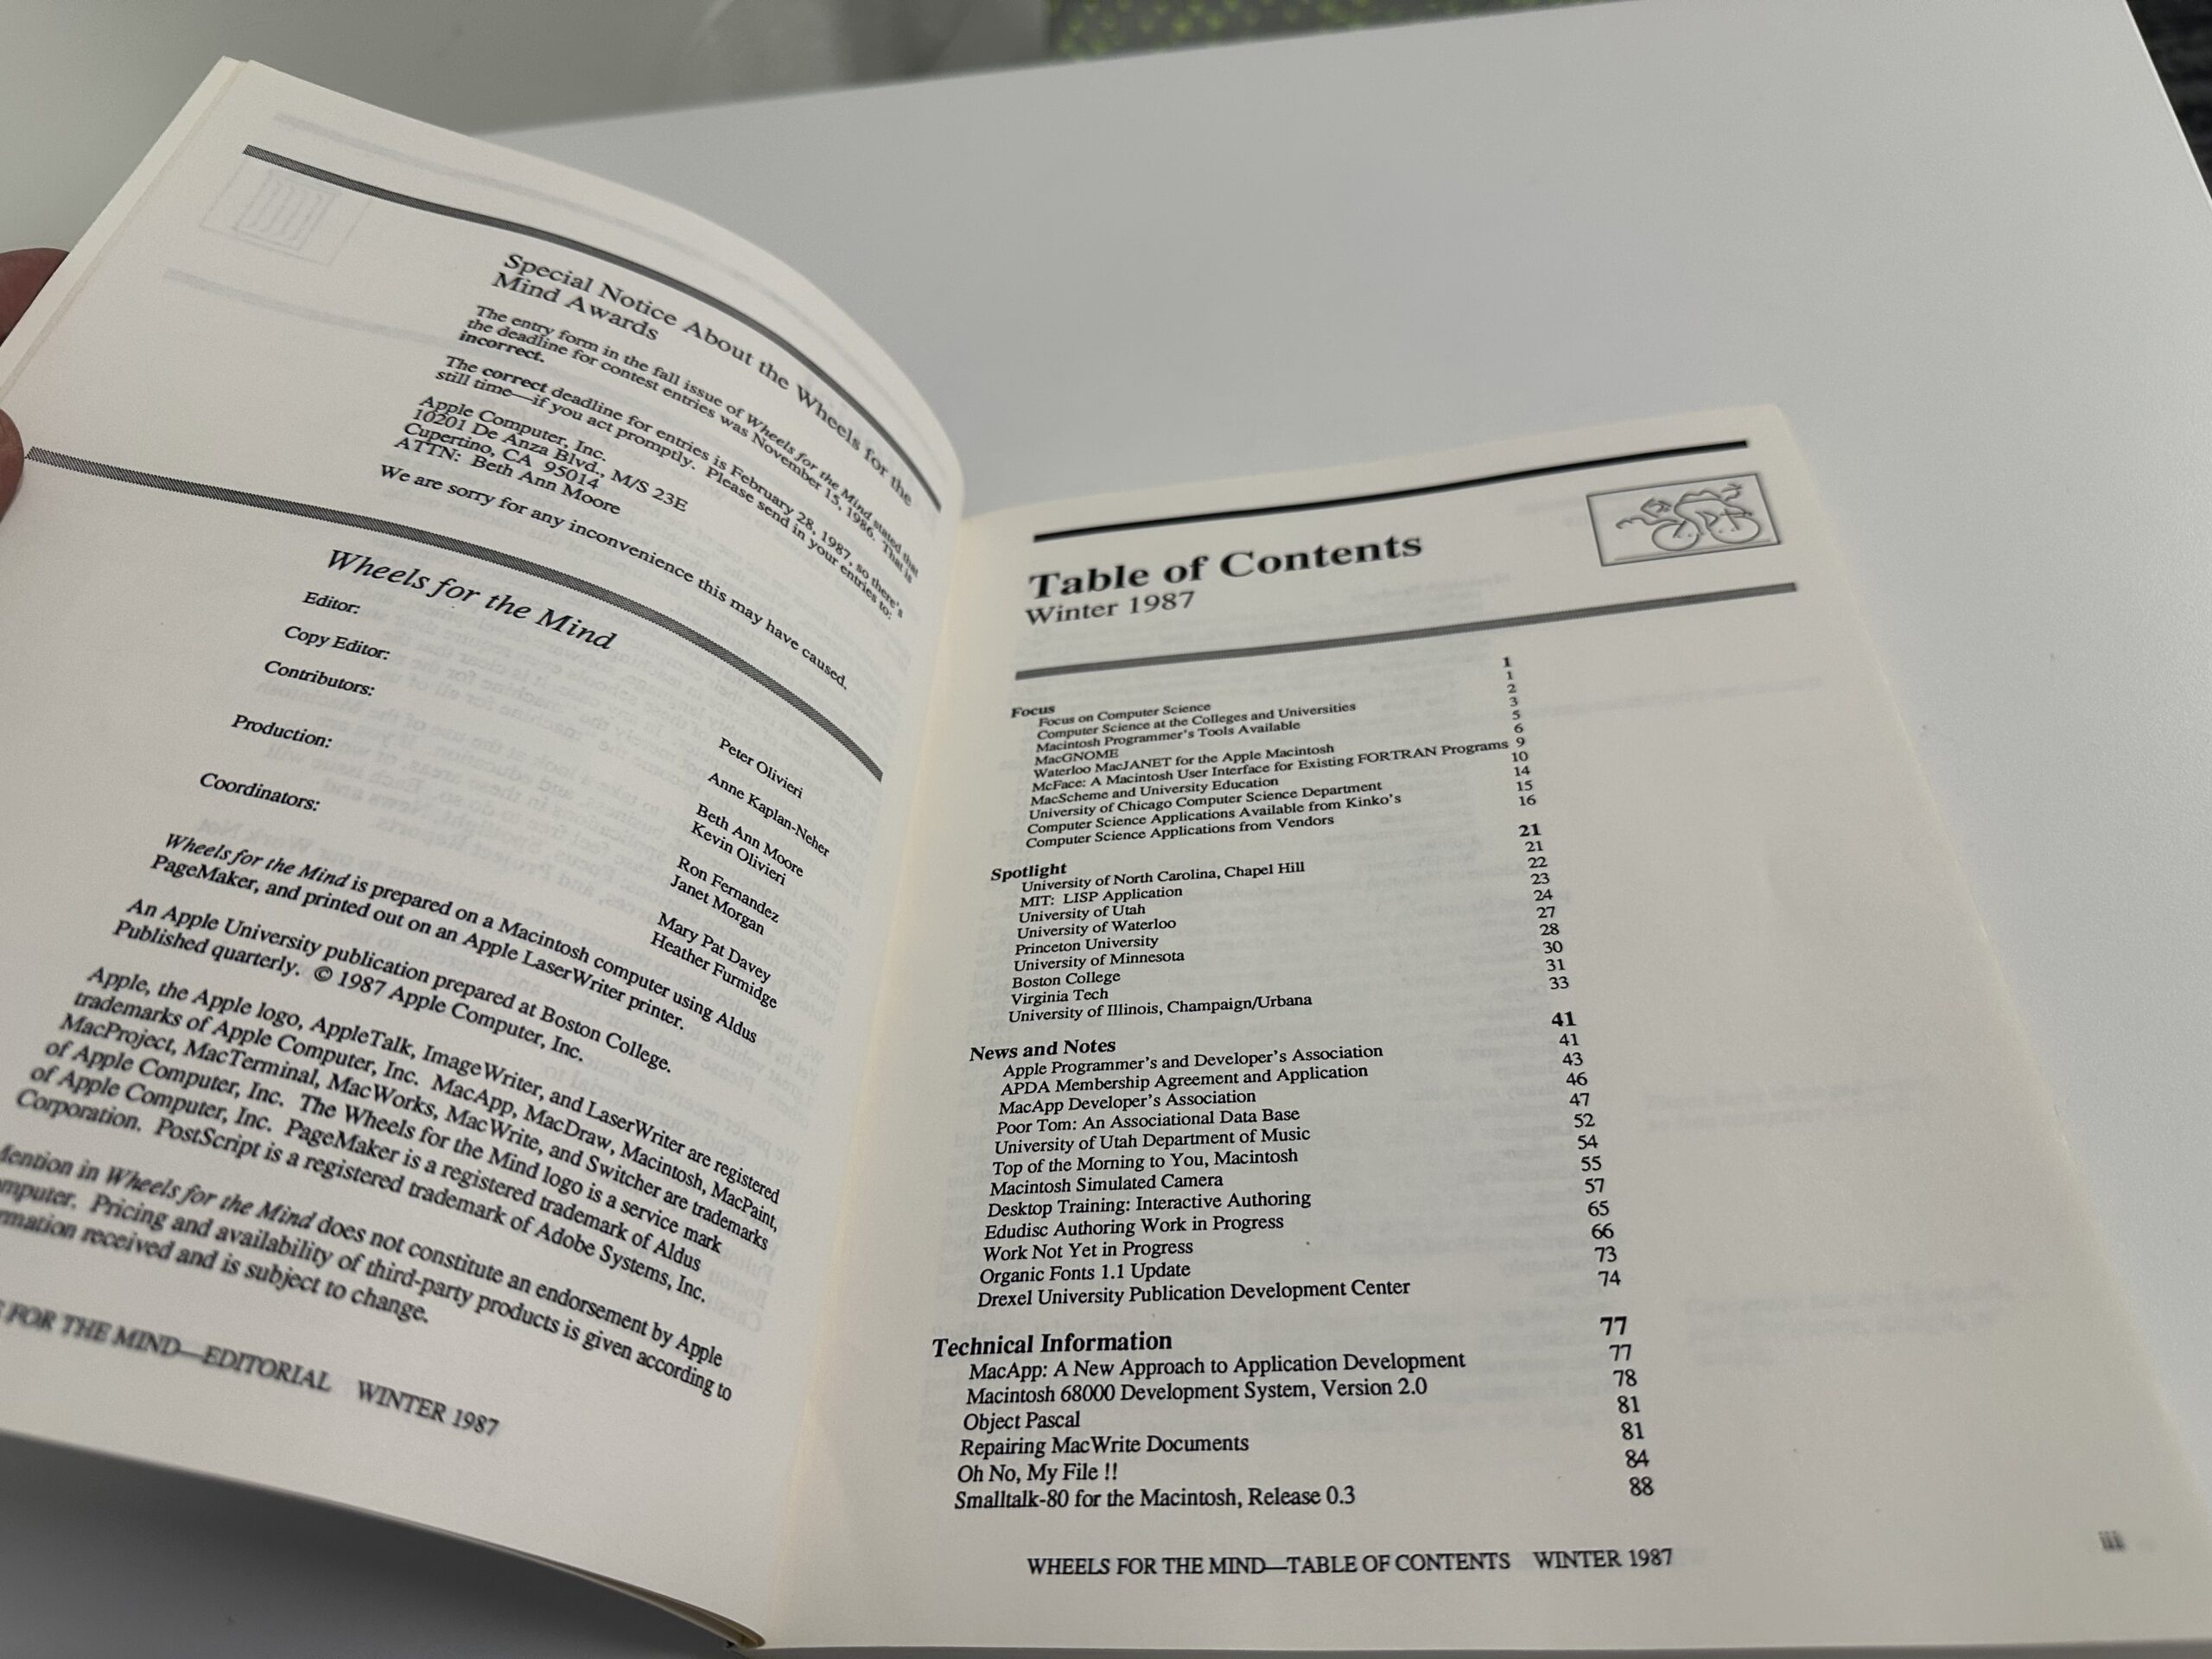 Special Notice About the Wheels for the
Mind Awards
The entry form in the fall issue of Wheels for the Mind stated that
the deadline for contest entries was November 15, 1986. That is
incorrect.
The correct deadline for entries is February 28, 1987, so there's
still time—if you act promptly. Please send in your entries to:
Apple Computer, Inc.
10201 De Anza Blvd., M/S 23E
Cupertino, CA 95014
ATTN: Beth Ann Moore
We are sorry for any inconvenience this may have caused.
Wheels for the Mind
Editor: Peter Olivieri
Copy Editor: Anne Kaplan-Neher
Contributors: Beth Ann Moore
Kevin Olivieri
Production: Ron Fernandez
Janet Morgan
Coordinators: Mary Pat Davey
Heather Furmidge
Wheels for the Mind is prepared on a Macintosh computer using Aldus
PageMaker, and printed out on an Apple LaserWriter printer.
An Apple University publication prepared at Boston College.
Published quarterly. © 1987 Apple Computer, Inc.
Apple, the Apple logo, AppleTalk, ImageWriter, and LaserWriter are registered
trademarks of Apple Computer, Inc. MacApp, MacDraw, Macintosh, MacPaint,
MacProject, MacTerminal, MacWorks, MacWrite, and Switcher are trademarks
of Apple Computer, Inc. The Wheels for the Mind logo is a service mark
of Apple Computer, Inc. PageMaker is a registered trademark of Aldus
Corporation. PostScript is a registered trademark of Adobe Systems, Inc.
Mention in Wheels for the Mind does not constitute an endorsement by Apple
Pricing and availability of third-party products is given according to
received and is subject to change.
FOR THE MIND—EDITORIAL WINTER 1987
Table of Contents
Winter 1987
Focus 1
Focus on Computer Science 1
Computer Science at the Colleges and Universities 2
Macintosh Programmer's Tools Available 3
MacGNOME 5
Waterloo MacJANET for the Apple Macintosh 6
McFace: A Macintosh User Interface for Existing FORTRAN Programs 9
MacScheme and University Education 10
University of Chicago Computer Science Department 14
Computer Science Applications Available from Kinko's 15
Computer Science Applications from Vendors 16
Spotlight 21
University of North Carolina, Chapel Hill 21
MIT: LISP Application 22
University of Utah 23
University of Waterloo 24
Princeton University 27
University of Minnesota 28
Boston College 30
Virginia Tech 31
University of Illinois, Champaign/Urbana 33
News and Notes 41
Apple Programmer's and Developer's Association 41
APDA Membership Agreement and Application 43
MacApp Developer's Association 46
Poor Tom: An Associational Data Base 47
University of Utah Department of Music 52
Top of the Morning to You, Macintosh 54
Macintosh Simulated Camera 55
Desktop Training: Interactive Authoring 57
Edudisc Authoring Work in Progress 65
Work Not Yet in Progress 66
Organic Fonts 1.1 Update 73
Drexel University Publication Development Center 74
Technical Information 77
MacApp: A New Approach to Application Development 77
Macintosh 68000 Development System, Version 2.0 78
Object Pascal 81
Repairing MacWrite Documents 81
Oh No, My File !! 84
Smalltalk-80 for the Macintosh, Release 0.3 88
WHEELS FOR THE MIND—TABLE OF CONTENTS WINTER 1987
iii